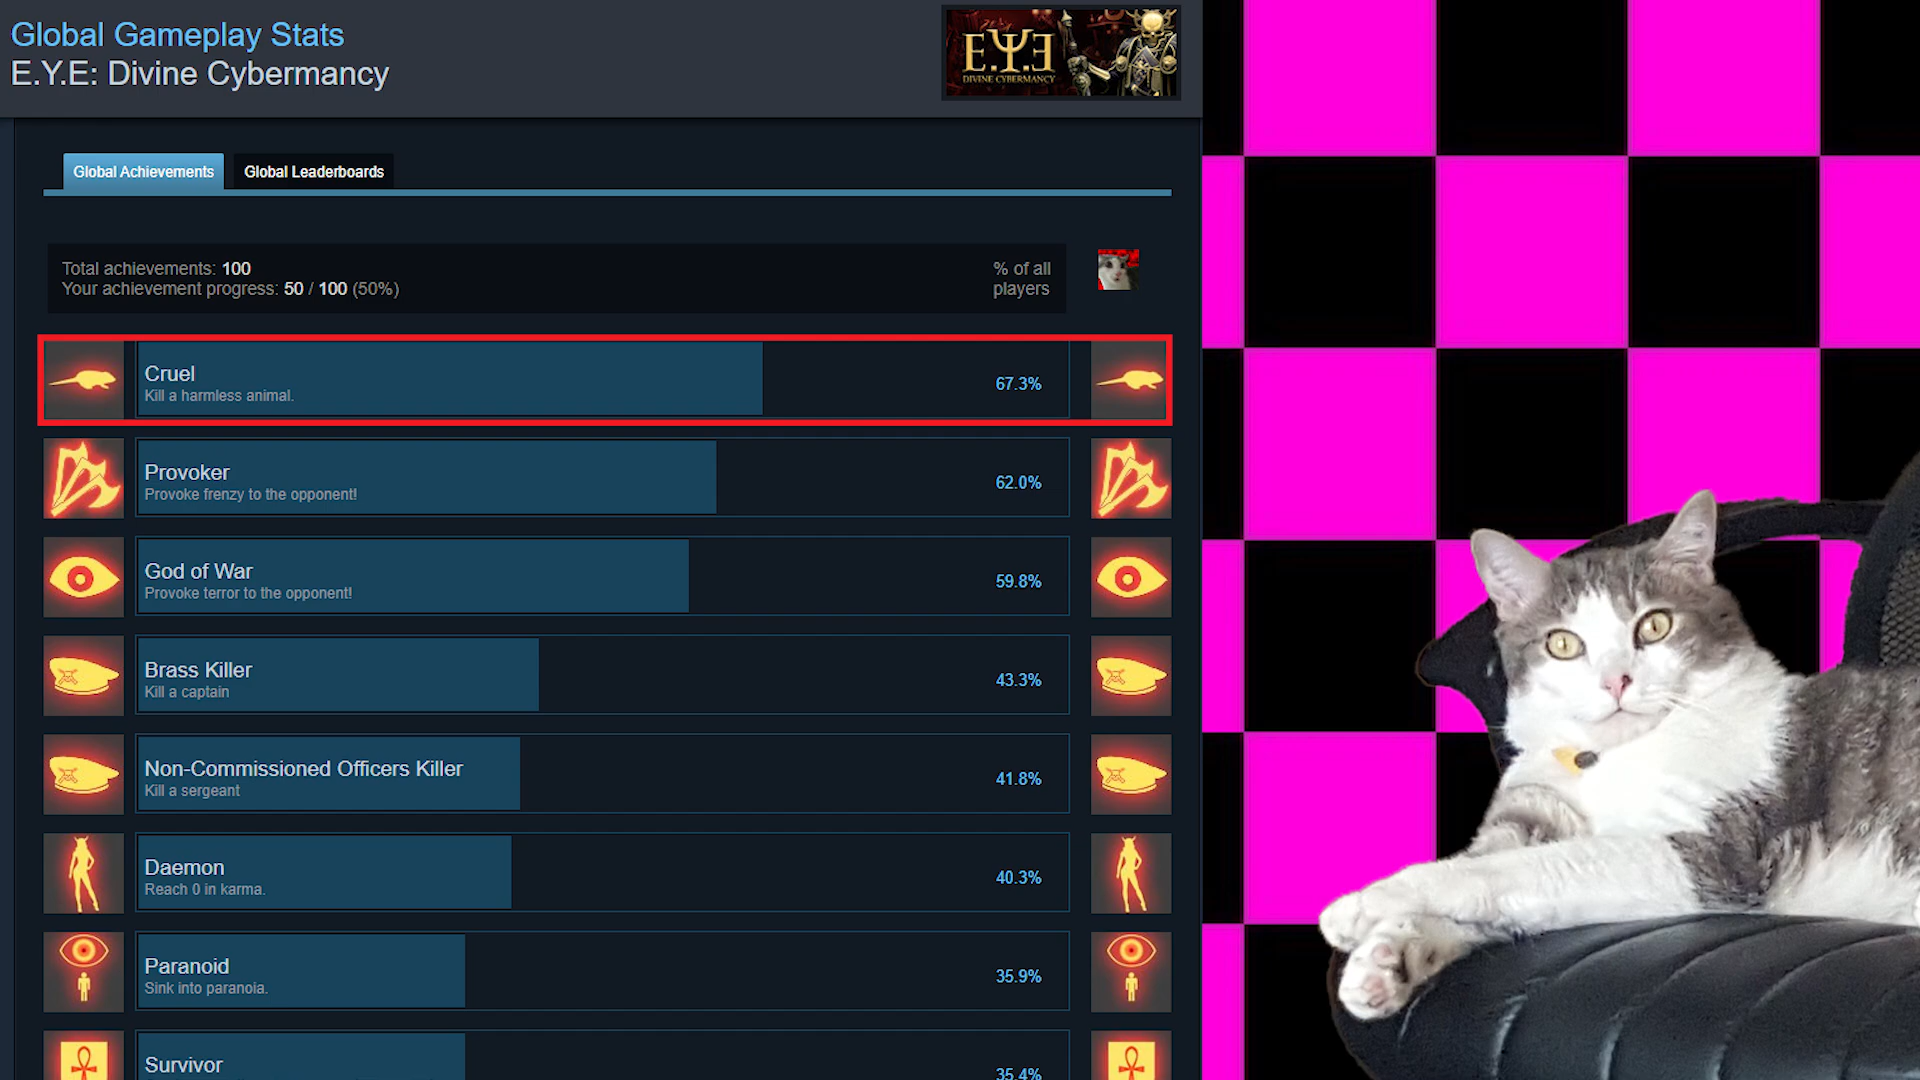 Global Gameplay Stats
E.Y.E: Divine Cybermancy
E.Y.E
DIVINE CYBERMANCY
Global Achievements
Global Leaderboards
Total achievements: 100
Your achievement progress: 50 / 100 (50%)
% of all
players
Cruel
Kill a harmless animal.
67.3%
Provoker
Provoke frenzy to the opponent!
62.0%
God of War
Provoke terror to the opponent!
59.8%
Brass Killer
Kill a captain
43.3%
Non-Commissioned Officers Killer
Kill a sergeant
41.8%
Daemon
Reach 0 in karma.
40.3%
Paranoid
Sink into paranoia.
35.9%
Survivor
35.4%